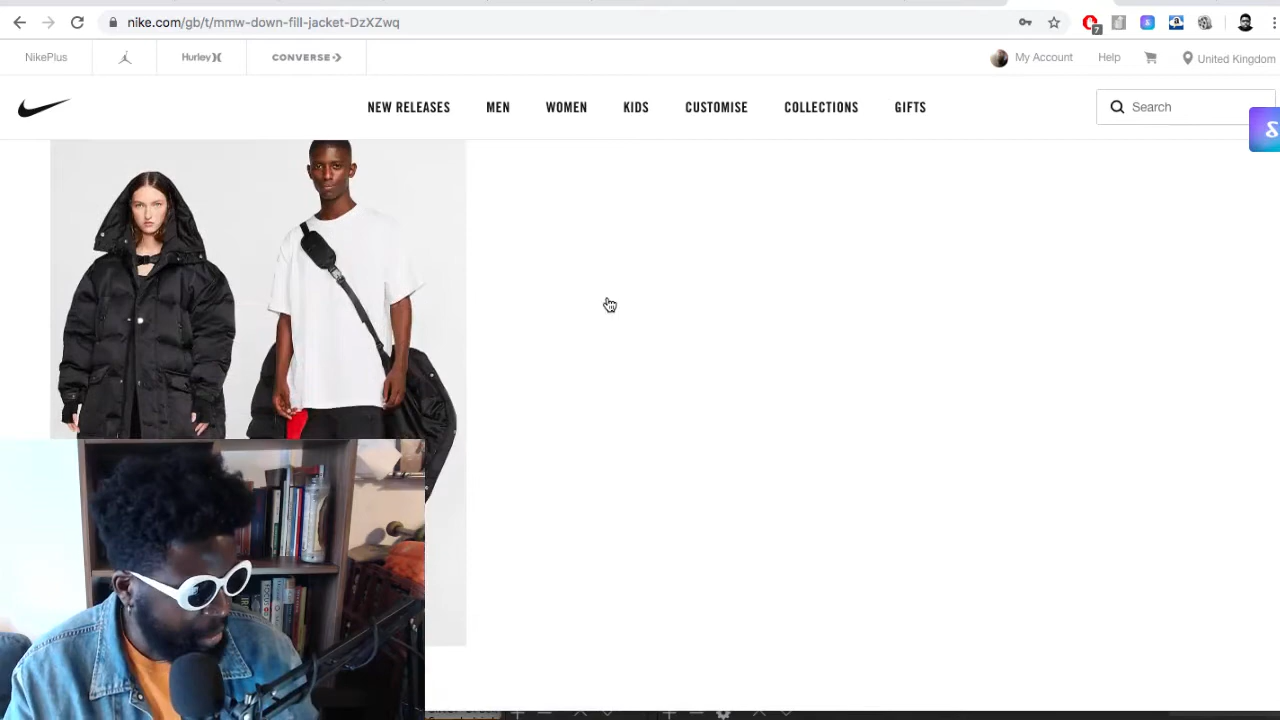 nike.com/gb/t/mmw-down-fill-jacket-DzXZwq
7
NikePlus
Hurley
CONVERSE
My Account
Help
United Kingdom
NEW RELEASES
MEN
WOMEN
KIDS
CUSTOMISE
COLLECTIONS
GIFTS
Search